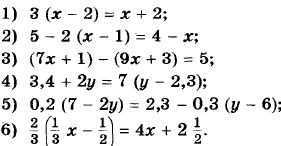 1) 3 (x − 2) = x + 2;
2) 5 − 2 (x − 1) = 4 − x;
3) (7x + 1) − (9x + 3) = 5;
4) 3,4 + 2y = 7 (y − 2,3);
5) 0,2 (7 − 2y) = 2,3 − 0,3 (y − 6);
6) 2/3 (1/3 x − 1/2) = 4x + 2 1/2.